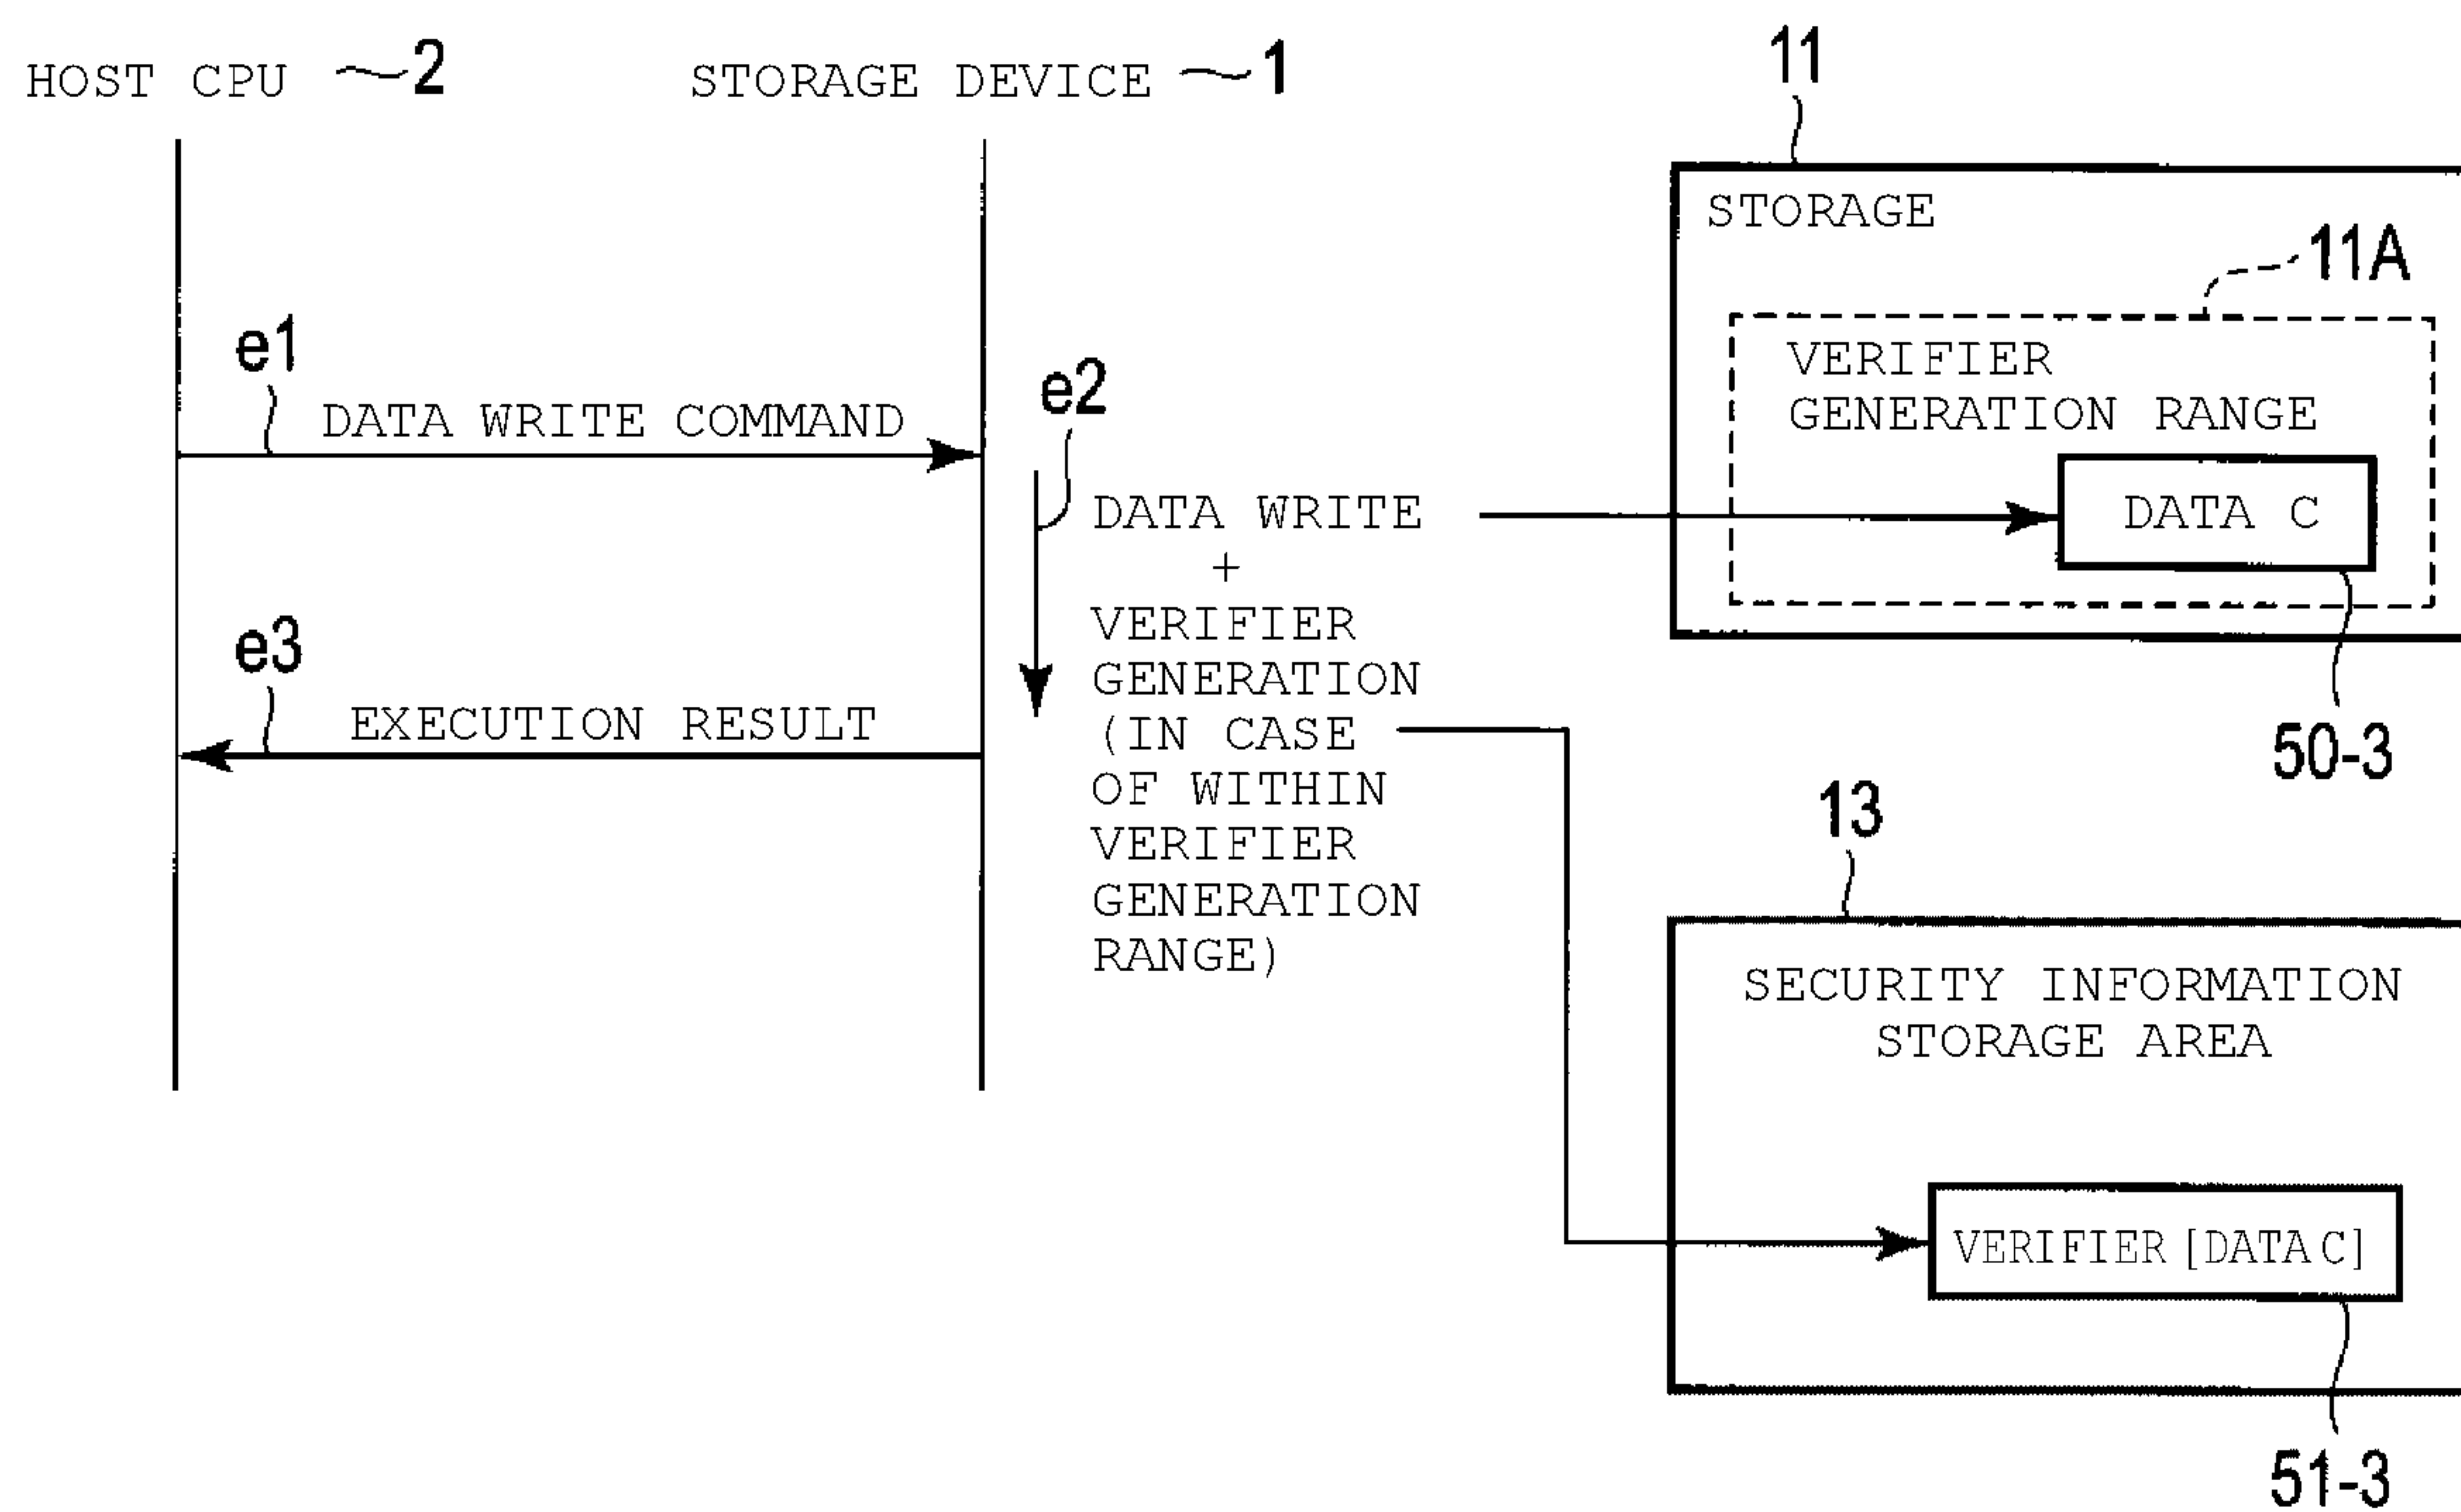 HOST CPU 2
STORAGE DEVICE 1
e1
DATA WRITE COMMAND
e2
DATA WRITE
+
VERIFIER
GENERATION
(IN CASE
OF WITHIN
VERIFIER
GENERATION
RANGE)
e3
EXECUTION RESULT
11
STORAGE
11A
VERIFIER
GENERATION RANGE
DATA C
50-3
13
SECURITY INFORMATION
STORAGE AREA
VERIFIER [DATA C]
51-3